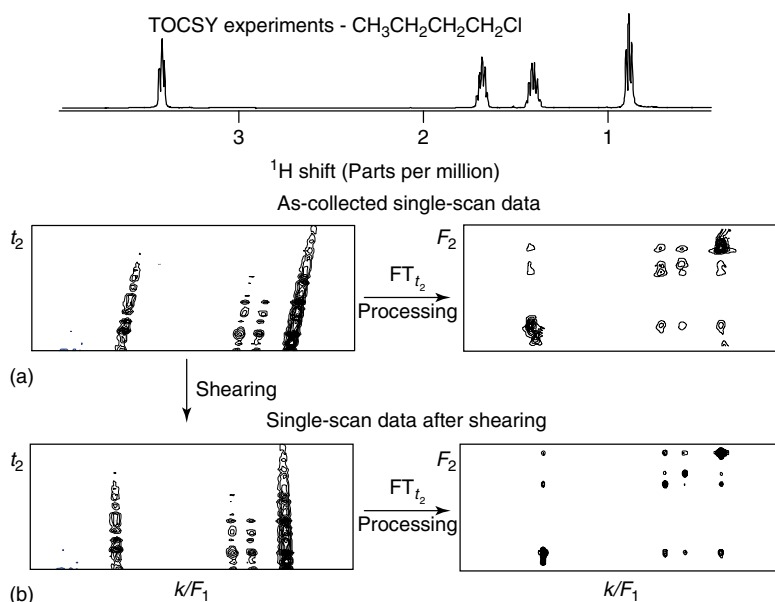 TOCSY experiments - CH3CH2CH2CH2Cl
3 2 1
¹H shift (Parts per million)
As-collected single-scan data
t₂
F₂
FTt₂
Processing
(a)
Shearing
Single-scan data after shearing
t₂
F₂
FTt₂
Processing
(b)
k/F₁
k/F₁